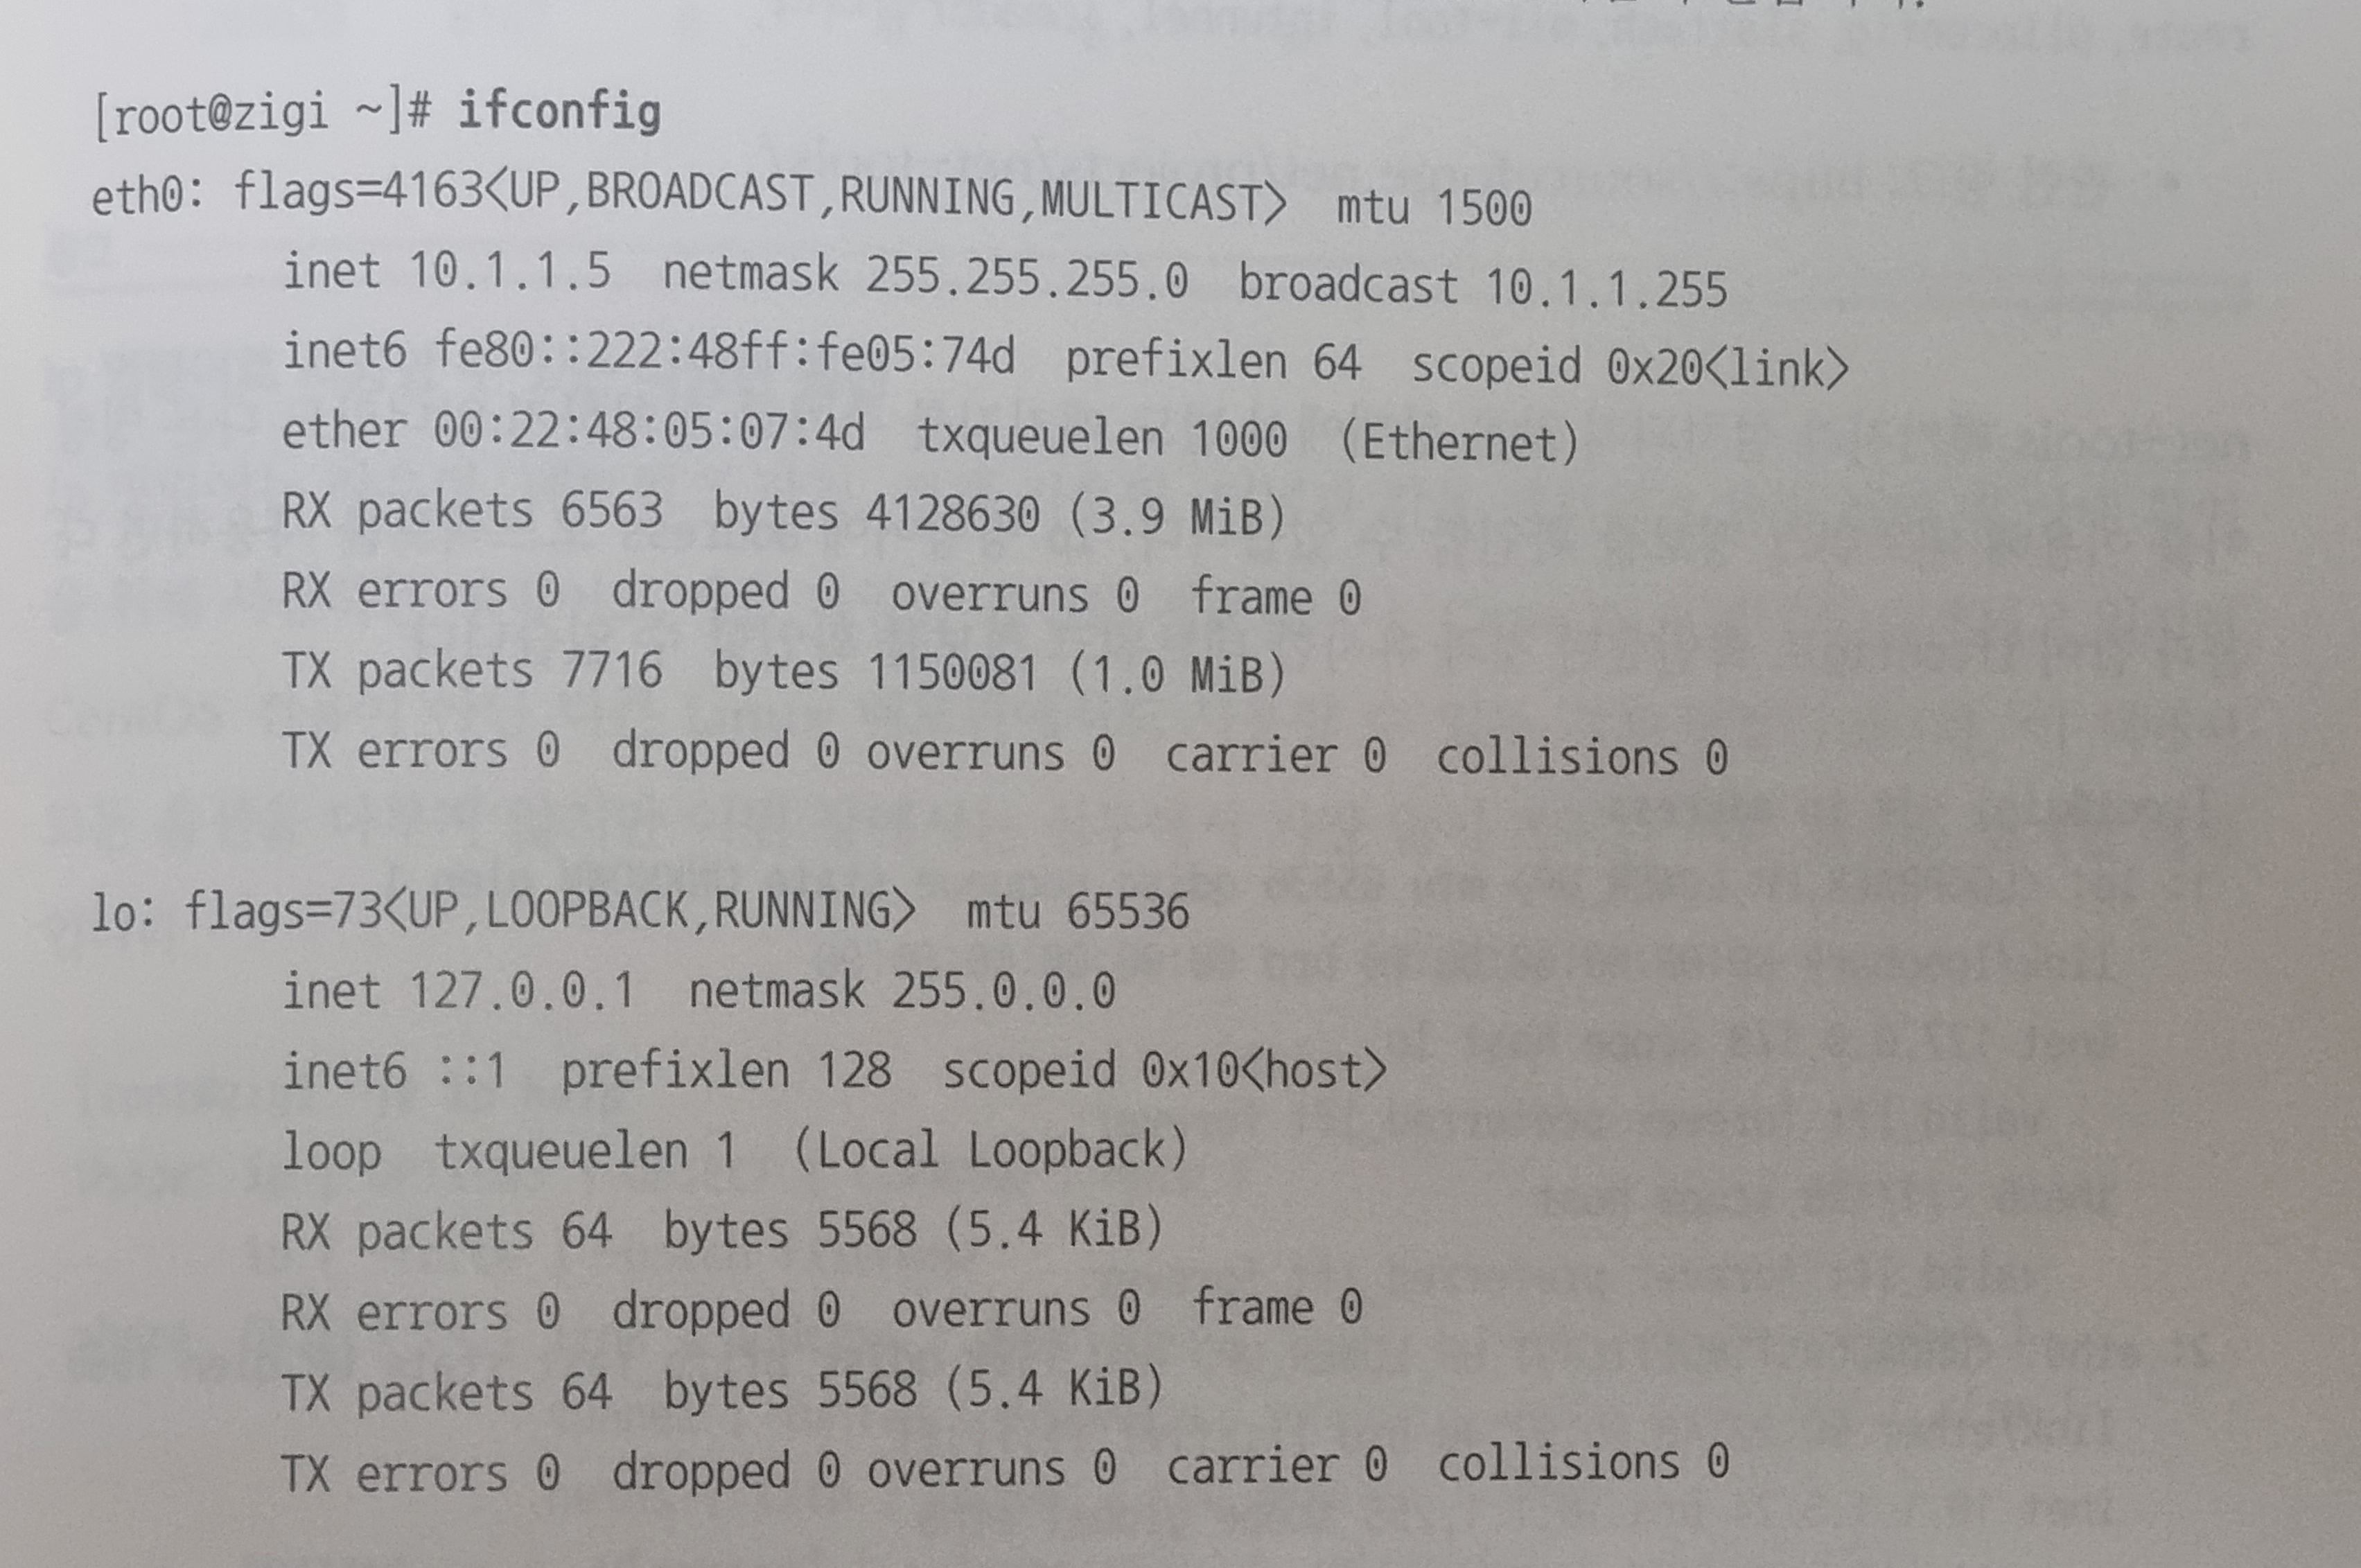 [root@zigi ~]# ifconfig
eth0: flags=4163<UP,BROADCAST,RUNNING,MULTICAST>  mtu 1500
        inet 10.1.1.5  netmask 255.255.255.0  broadcast 10.1.1.255
        inet6 fe80::222:48ff:fe05:74d  prefixlen 64  scopeid 0x20<link>
        ether 00:22:48:05:07:4d  txqueuelen 1000  (Ethernet)
        RX packets 6563  bytes 4128630 (3.9 MiB)
        RX errors 0  dropped 0  overruns 0  frame 0
        TX packets 7716  bytes 1150081 (1.0 MiB)
        TX errors 0  dropped 0 overruns 0  carrier 0  collisions 0
lo: flags=73<UP,LOOPBACK,RUNNING>  mtu 65536
        inet 127.0.0.1  netmask 255.0.0.0
        inet6 ::1  prefixlen 128  scopeid 0x10<host>
        loop  txqueuelen 1  (Local Loopback)
        RX packets 64  bytes 5568 (5.4 KiB)
        RX errors 0  dropped 0  overruns 0  frame 0
        TX packets 64  bytes 5568 (5.4 KiB)
        TX errors 0  dropped 0 overruns 0  carrier 0  collisions 0